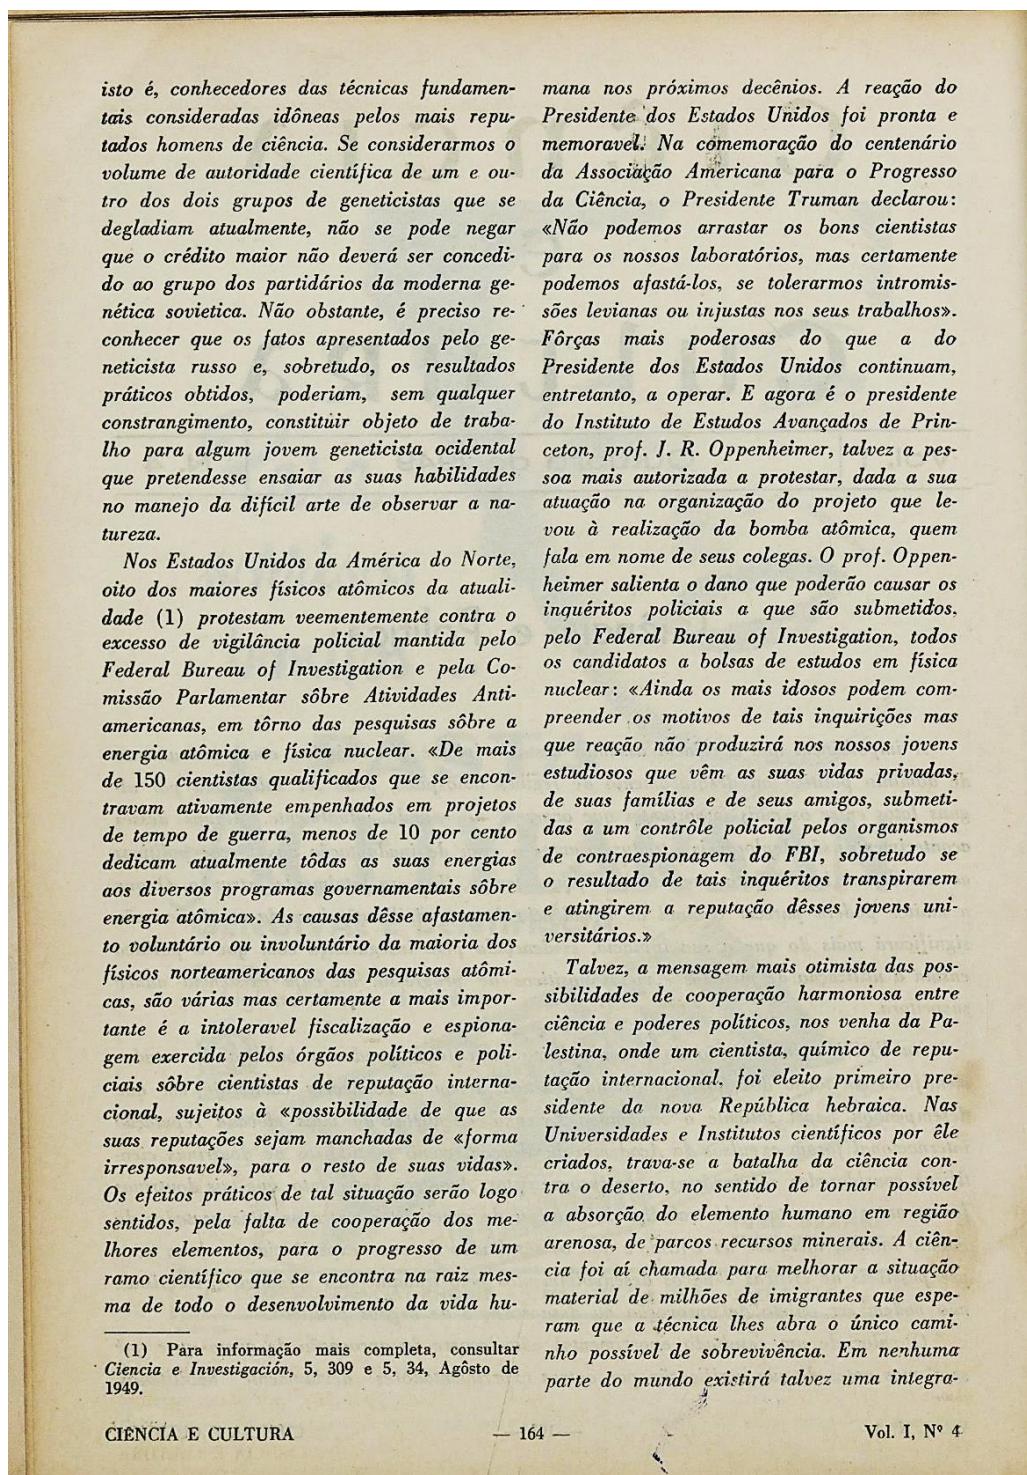 isto é, conhecedores das técnicas fundamen-
tais consideradas idôneas pelos mais repu-
tados homens de ciência. Se considerarmos o
volume de autoridade científica de um e ou-
tro dos dois grupos de geneticistas que se
degladiam atualmente, não se pode negar
que o crédito maior não deverá ser concedi-
do ao grupo dos partidários da moderna ge-
nética sovietica. Não obstante, é preciso re-
conhecer que os fatos apresentados pelo ge-
neticista russo e, sobretudo, os resultados
práticos obtidos, poderiam, sem qualquer
constrangimento, constituir objeto de traba-
lho para algum jovem geneticista ocidental
que pretendesse ensaiar as suas habilidades
no manejo da difícil arte de observar a na-
tureza.
Nos Estados Unidos da América do Norte,
oito dos maiores físicos atômicos da atuali-
dade (1) protestam veementemente contra o
excesso de vigilância policial mantida pelo
Federal Bureau of Investigation e pela Co-
missão Parlamentar sôbre Atividades Anti-
americanas, em tôrno das pesquisas sôbre a
energia atômica e física nuclear. «De mais
de 150 cientistas qualificados que se encon-
travam ativamente empenhados em projetos
de tempo de guerra, menos de 10 por cento
dedicam atualmente tôdas as suas energias
aos diversos programas governamentais sôbre
energia atômica». As causas dêsse afastamen-
to voluntário ou involuntário da maioria dos
físicos norteamericanos das pesquisas atômi-
cas, são várias mas certamente a mais impor-
tante é a intoleravel fiscalização e espiona-
gem exercida pelos órgãos políticos e poli-
ciais sôbre cientistas de reputação interna-
cional, sujeitos à «possibilidade de que as
suas reputações sejam manchadas de «forma
irresponsavel», para o resto de suas vidas».
Os efeitos práticos de tal situação serão logo
sentidos, pela falta de cooperação dos me-
lhores elementos, para o progresso de um
ramo científico que se encontra na raiz mes-
ma de todo o desenvolvimento da vida hu-
(1) Para informação mais completa, consultar
Ciencia e Investigación, 5, 309 e 5, 34, Agôsto de
1949.
mana nos próximos decênios. A reação do
Presidente dos Estados Unidos foi pronta e
memoravel. Na comemoração do centenário
da Associação Americana para o Progresso
da Ciência, o Presidente Truman declarou:
«Não podemos arrastar os bons cientistas
para os nossos laboratórios, mas certamente
podemos afastá-los, se tolerarmos intromis-
sões levianas ou injustas nos seus trabalhos».
Fôrças mais poderosas do que a do
Presidente dos Estados Unidos continuam,
entretanto, a operar. E agora é o presidente
do Instituto de Estudos Avançados de Prin-
ceton, prof. J. R. Oppenheimer, talvez a pes-
soa mais autorizada a protestar, dada a sua
atuação na organização do projeto que le-
vou à realização da bomba atômica, quem
fala em nome de seus colegas. O prof. Oppen-
heimer salienta o dano que poderão causar os
inquéritos policiais a que são submetidos,
pelo Federal Bureau of Investigation, todos
os candidatos a bolsas de estudos em física
nuclear: «Ainda os mais idosos podem com-
preender os motivos de tais inquirições mas
que reação não produzirá nos nossos jovens
estudiosos que vêm as suas vidas privadas,
de suas famílias e de seus amigos, submeti-
das a um contrôle policial pelos organismos
de contraespionagem do FBI, sobretudo se
o resultado de tais inquéritos transpirarem
e atingirem a reputação dêsses jovens uni-
versitários.»
Talvez, a mensagem mais otimista das pos-
sibilidades de cooperação harmoniosa entre
ciência e poderes políticos, nos venha da Pa-
lestina, onde um cientista, químico de repu-
tação internacional, foi eleito primeiro pre-
sidente da nova República hebraica. Nas
Universidades e Institutos científicos por êle
criados, trava-se a batalha da ciência con-
tra o deserto, no sentido de tornar possível
a absorção do elemento humano em região
arenosa, de parcos recursos minerais. A ciên-
cia foi aí chamada para melhorar a situação
material de milhões de imigrantes que espe-
ram que a técnica lhes abra o único cami-
nho possível de sobrevivência. Em nenhuma
parte do mundo existirá talvez uma integra-
CIÊNCIA E CULTURA — 164 — Vol. I, Nº 4